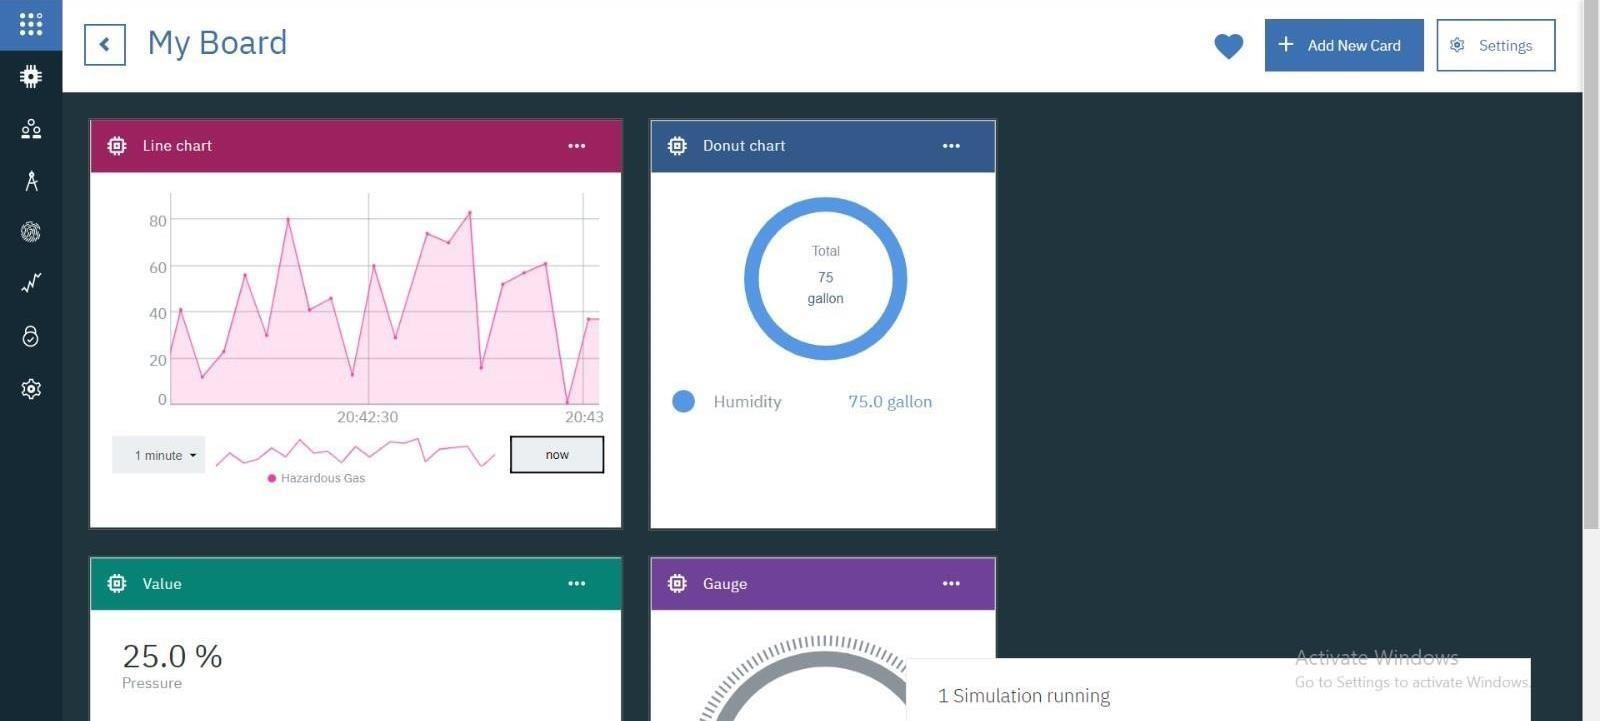 My Board
Add New Card
Settings
Line chart
80
60
40
20
0
20:42:30
20:43
1 minute
now
Hazardous Gas
Donut chart
Total
75
gallon
Humidity
75.0 gallon
Value
25.0 %
Pressure
Gauge
1 Simulation running
Activate Windows
Go to Settings to activate Windows.